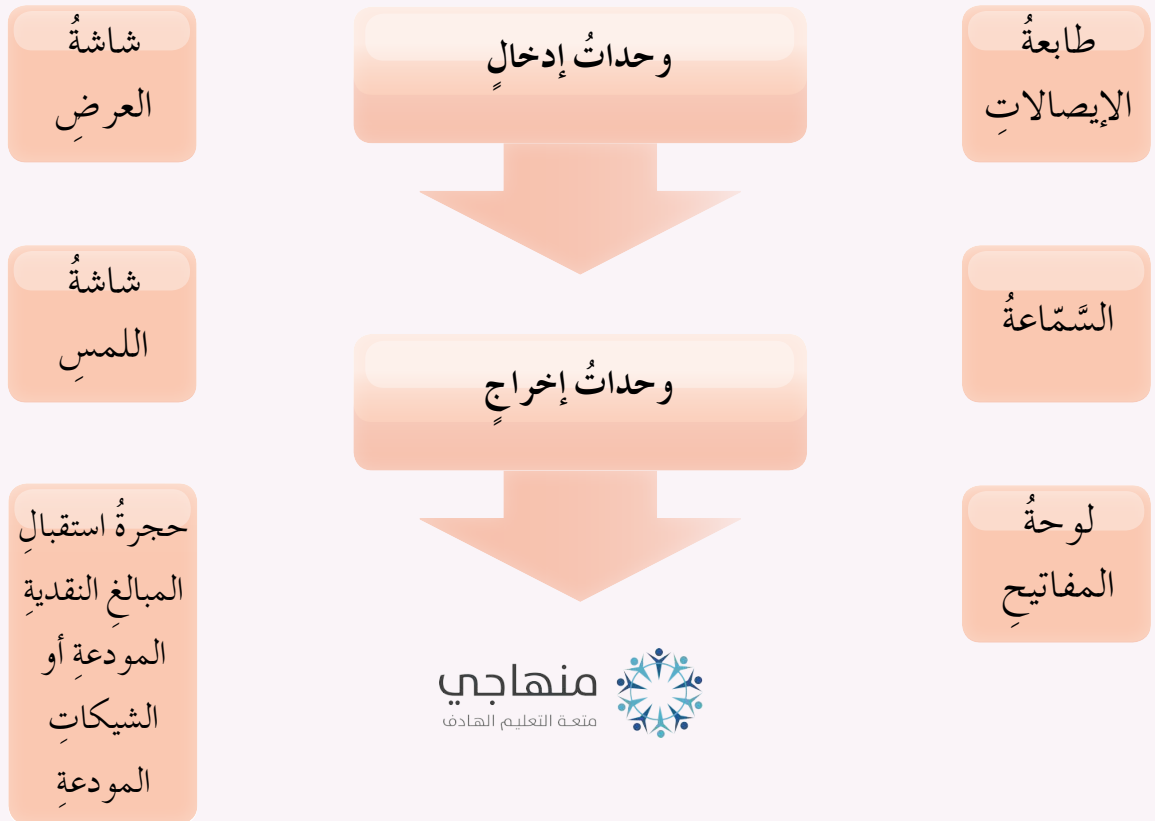 طابعةُ
الإيصالاتِ
وحداتُ إدخالٍ
شاشةُ
العرضِ
السَّمّاعةُ
شاشةُ
اللمسِ
وحداتُ إخراجٍ
لوحةُ
المفاتيحِ
حجرةُ استقبالِ
المبالغِ النقديةِ
المودعةِ أو
الشيكاتِ
المودعةِ
منهاجي
متعة التعليم الهادف